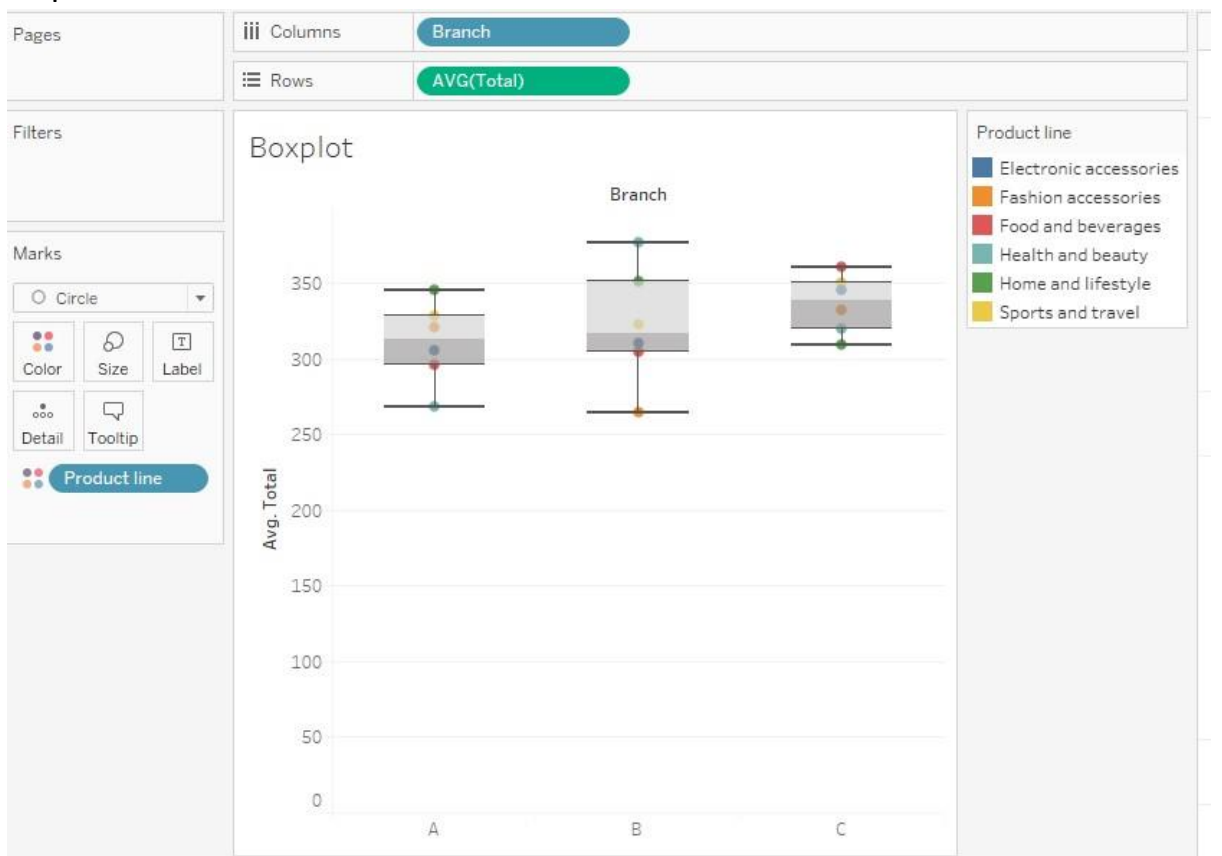 Pages
Columns
Branch
Rows
AVG(Total)
Filters
Marks
Circle
Color
Size
T
Label
Detail
Tooltip
Product line
Boxplot
Branch
Avg. Total
350
300
250
200
150
100
50
0
A
B
C
Product line
Electronic accessories
Fashion accessories
Food and beverages
Health and beauty
Home and lifestyle
Sports and travel